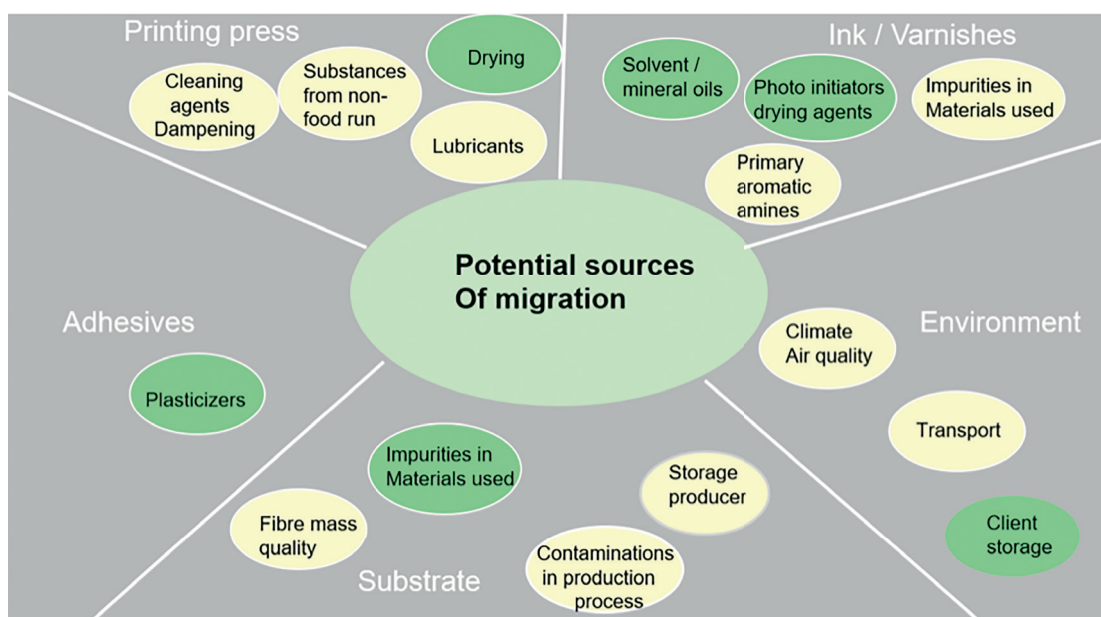 Printing press
Cleaning
agents
Dampening
Substances
from non-
food run
Drying
Lubricants
Ink / Varnishes
Solvent /
mineral oils
Photo initiators
drying agents
Impurities in
Materials used
Primary
aromatic
amines
Potential sources
Of migration
Adhesives
Plasticizers
Environment
Climate
Air quality
Transport
Client
storage
Impurities in
Materials used
Fibre mass
quality
Storage
producer
Contaminations
in production
process
Substrate